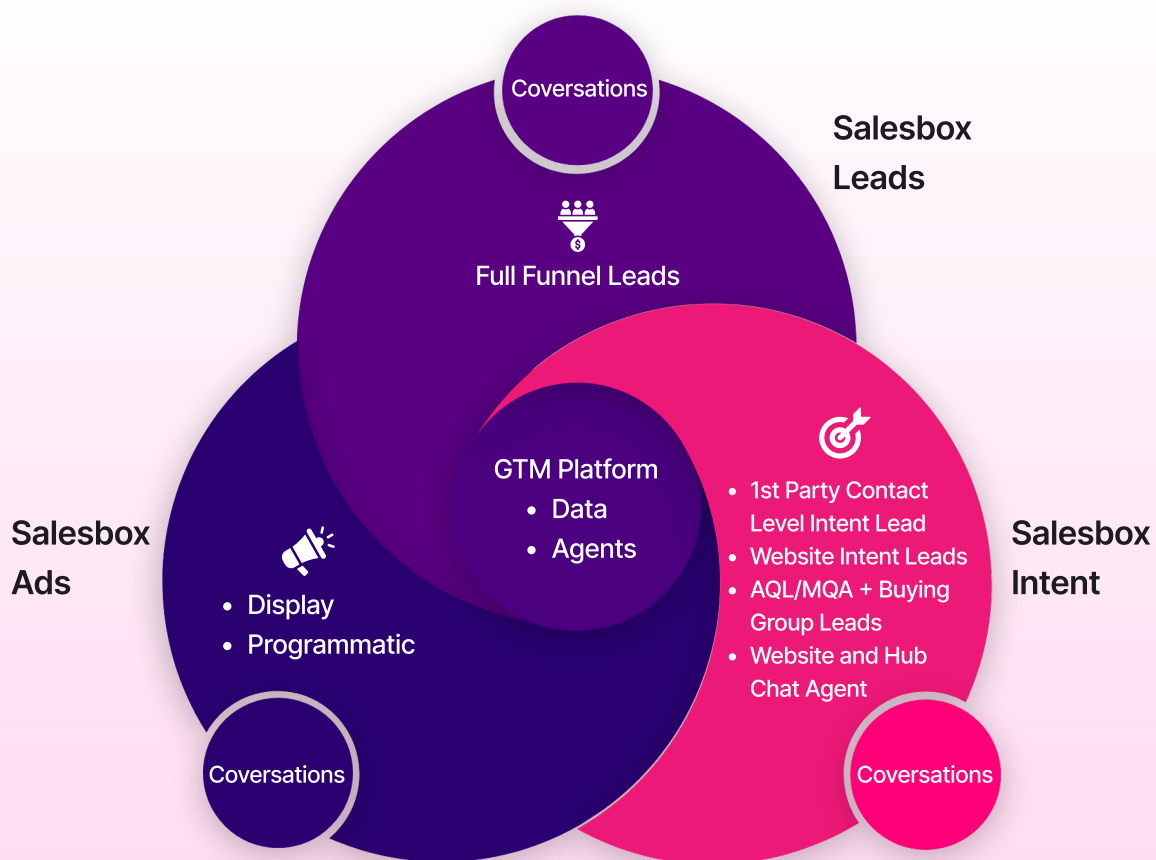 Coversations
Salesbox
Leads
Full Funnel Leads
GTM Platform
• Data
• Agents
• 1st Party Contact
Level Intent Lead
• Website Intent Leads
• AQL/MQA + Buying
Group Leads
• Website and Hub
Chat Agent
Salesbox
Ads
Salesbox
Intent
• Display
• Programmatic
Coversations
Coversations